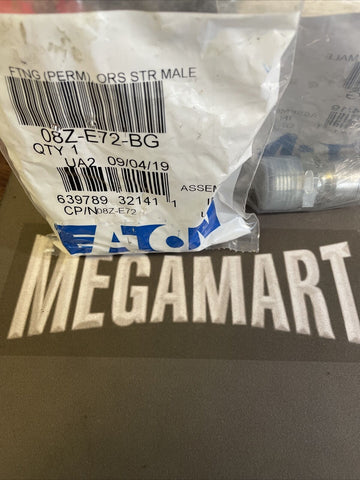 FTNG (PERM) ORS STR MALE
08Z-E72-BG
QTY 1
UA2 09/04/19
ASSEM
639789 32141 1
CP/N08Z-E72
EATON
MALE
MEGAMART